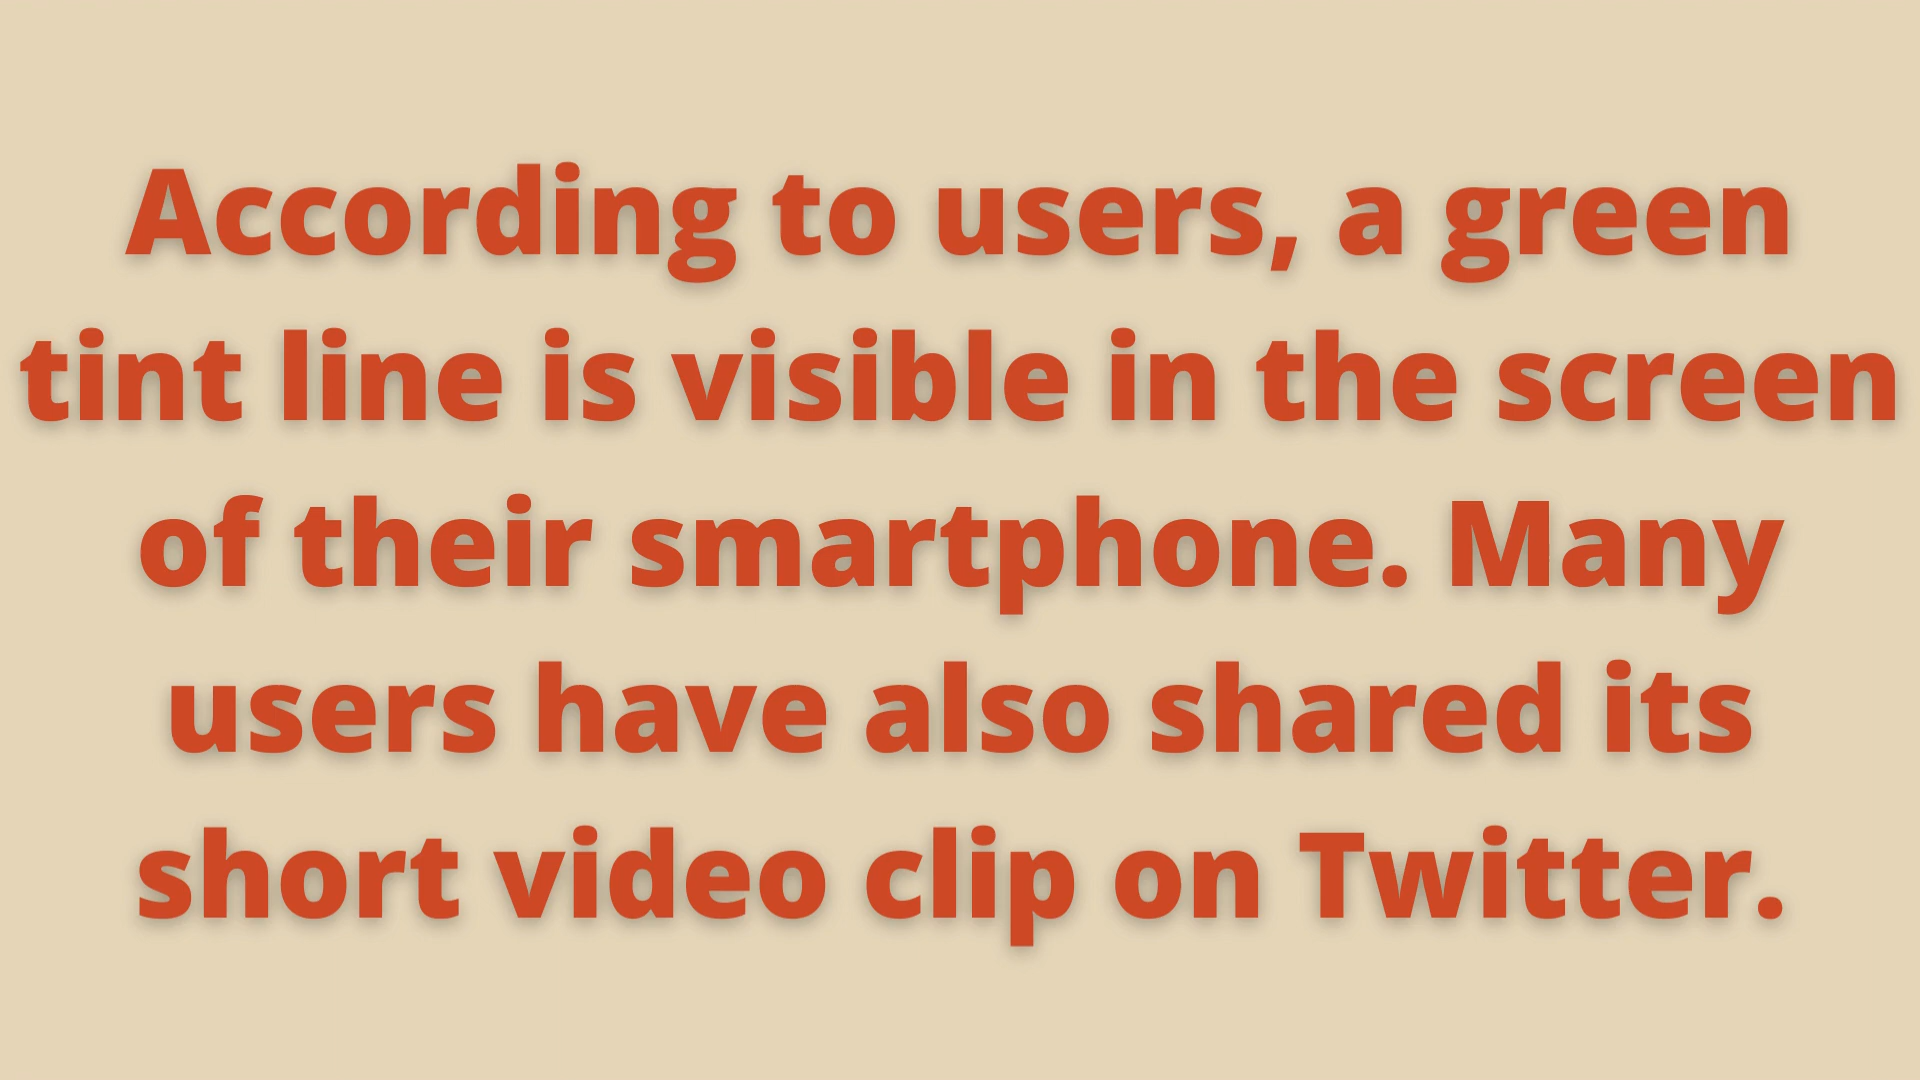 According to users, a green
tint line is visible in the screen
of their smartphone. Many
users have also shared its
short video clip on Twitter.